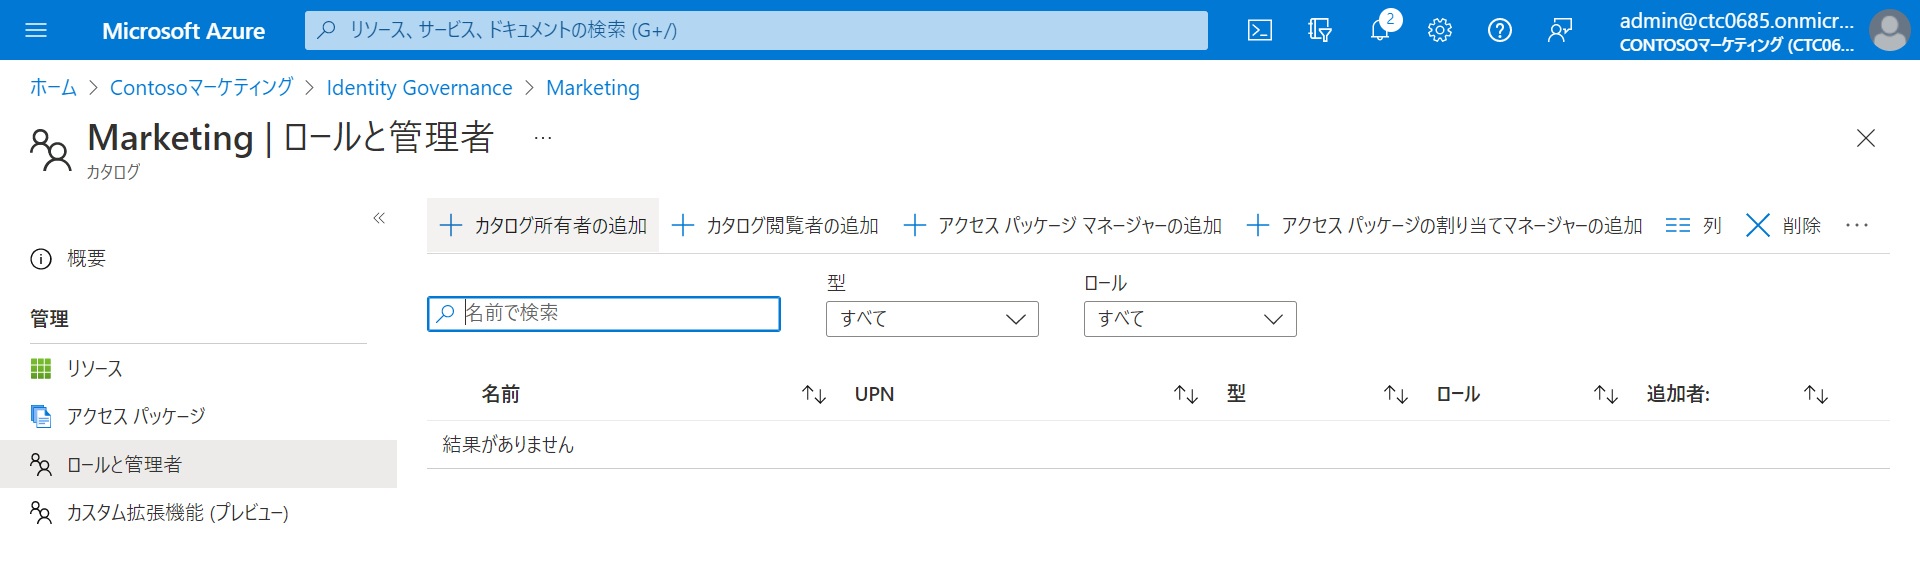 Microsoft Azure
リソース、サービス、ドキュメントの検索 (G+/)
2
admin@ctc0685.onmicr...
CONTOSOマーケティング (CTC06...
ホーム > Contosoマーケティング > Identity Governance > Marketing
Marketing | ロールと管理者 ...
カタログ
カタログ所有者の追加 カタログ閲覧者の追加 アクセス パッケージ マネージャーの追加 アクセス パッケージの割り当てマネージャーの追加 列 削除 ...
概要
管理
リソース
アクセス パッケージ
ロールと管理者
カスタム拡張機能 (プレビュー)
型 ロール
名前で検索 すべて すべて
名前 UPN 型 ロール 追加者:
結果がありません